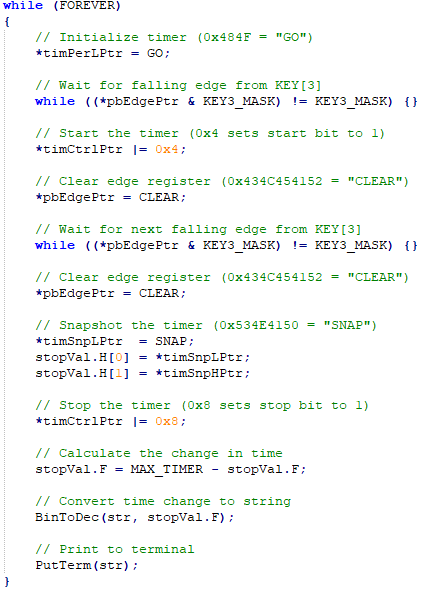 while (FOREVER)
{
    // Initialize timer (0x484F = "GO")
    *timPerLPtr = GO;

    // Wait for falling edge from KEY[3]
    while ((*pbEdgePtr & KEY3_MASK) != KEY3_MASK) {}

    // Start the timer (0x4 sets start bit to 1)
    *timCtrlPtr |= 0x4;

    // Clear edge register (0x434C454152 = "CLEAR")
    *pbEdgePtr = CLEAR;

    // Wait for next falling edge from KEY[3]
    while ((*pbEdgePtr & KEY3_MASK) != KEY3_MASK) {}

    // Clear edge register (0x434C454152 = "CLEAR")
    *pbEdgePtr = CLEAR;

    // Snapshot the timer (0x534E4150 = "SNAP")
    *timSnpLPtr  = SNAP;
    stopVal.H[0] = *timSnpLPtr;
    stopVal.H[1] = *timSnpHPtr;

    // Stop the timer (0x8 sets stop bit to 1)
    *timCtrlPtr |= 0x8;

    // Calculate the change in time
    stopVal.F = MAX_TIMER - stopVal.F;

    // Convert time change to string
    BinToDec(str, stopVal.F);

    // Print to terminal
    PutTerm(str);
}